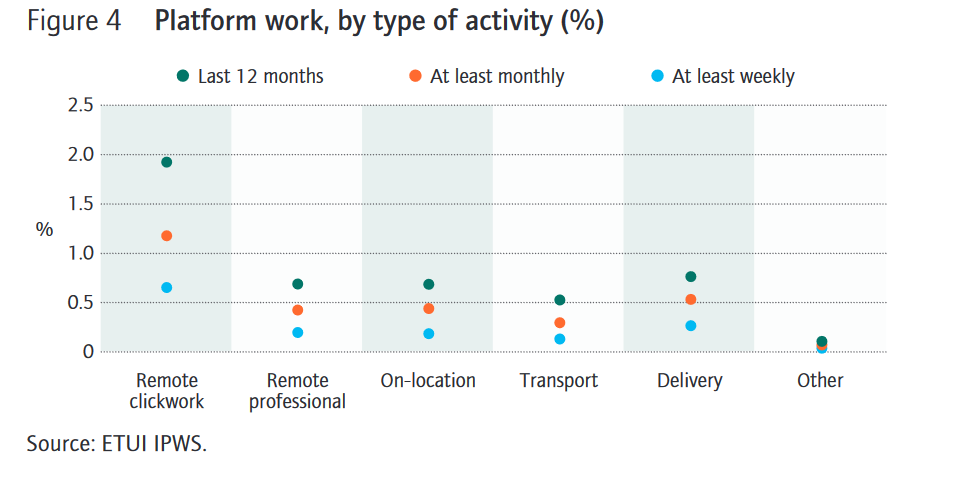 Figure 4 Platform work, by type of activity (%)
Last 12 months At least monthly At least weekly
2.5
2.0
1.5
%
1.0
0.5
0
Remote clickwork
Remote professional
On-location
Transport
Delivery
Other
Source: ETUI IPWS.